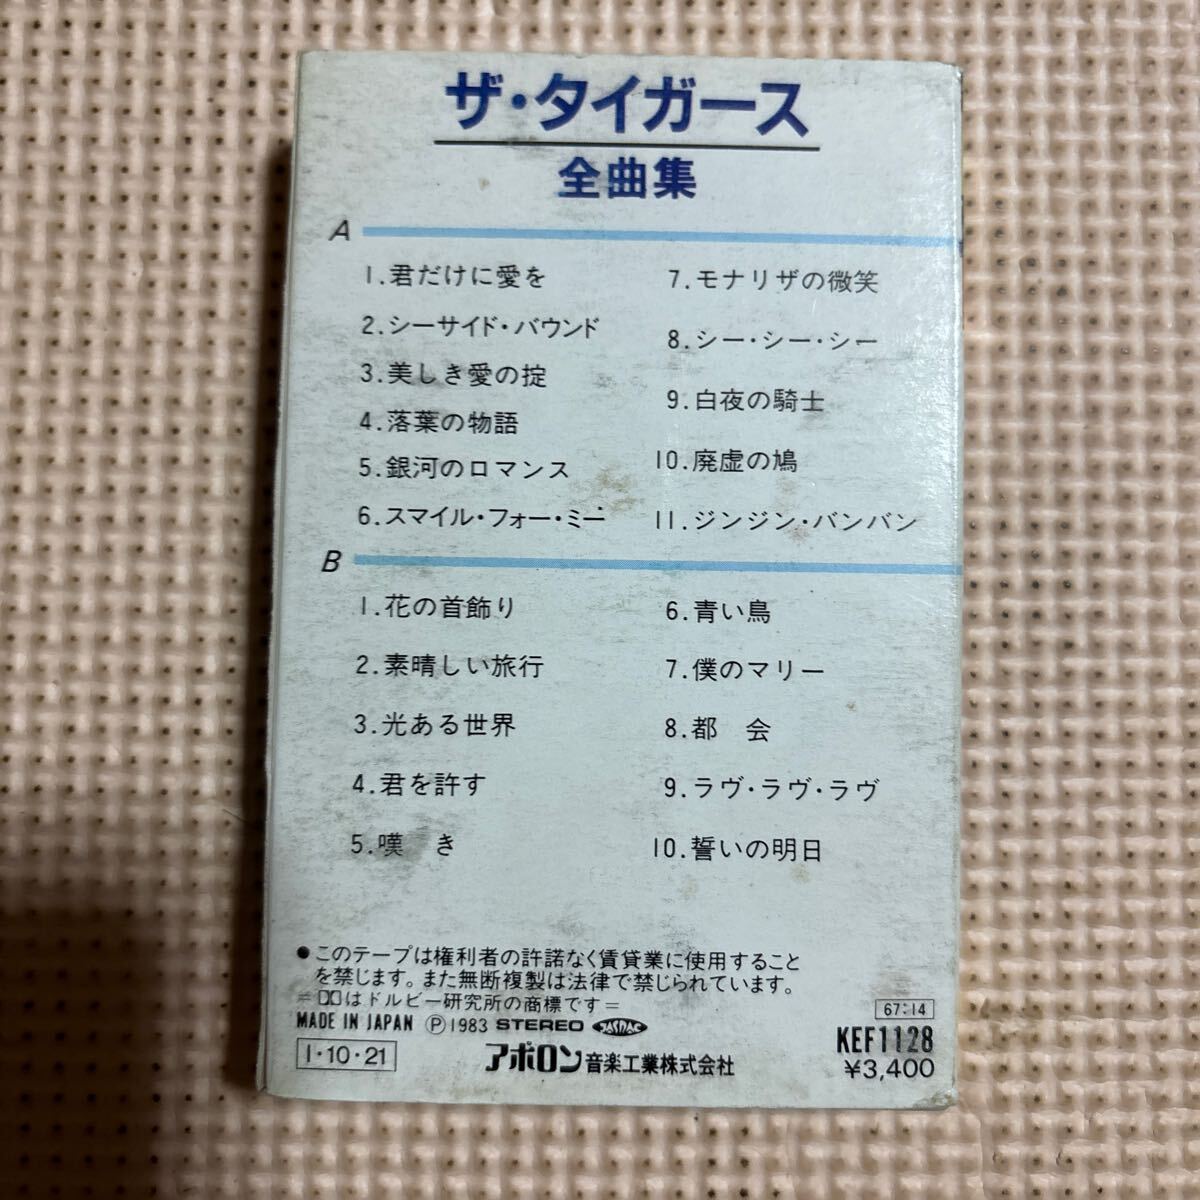 ザ・タイガース
全曲集
A
1.君だけに愛を
2.シーサイド・バウンド
3.美しき愛の掟
4.落葉の物語
5.銀河のロマンス
6.スマイル・フォー・ミー
7.モナリザの微笑
8.シー・シー・シー
9.白夜の騎士
10.廃虚の鳩
11.ジンジン・バンバン
B
1.花の首飾り
2.素晴しい旅行
3.光ある世界
4.君を許す
5.嘆 き
6.青い鳥
7.僕のマリー
8.都 会
9.ラヴ・ラヴ・ラヴ
10.誓いの明日
●このテープは権利者の許諾なく賃貸業に使用すること
を禁じます。また無断複製は法律で禁じられています。
=はドルビー研究所の商標です=
MADE IN JAPAN Ⓟ1983 STEREO JASRAC
1・10・21
アポロン音楽工業株式会社
67:14
KEF1128
¥3,400